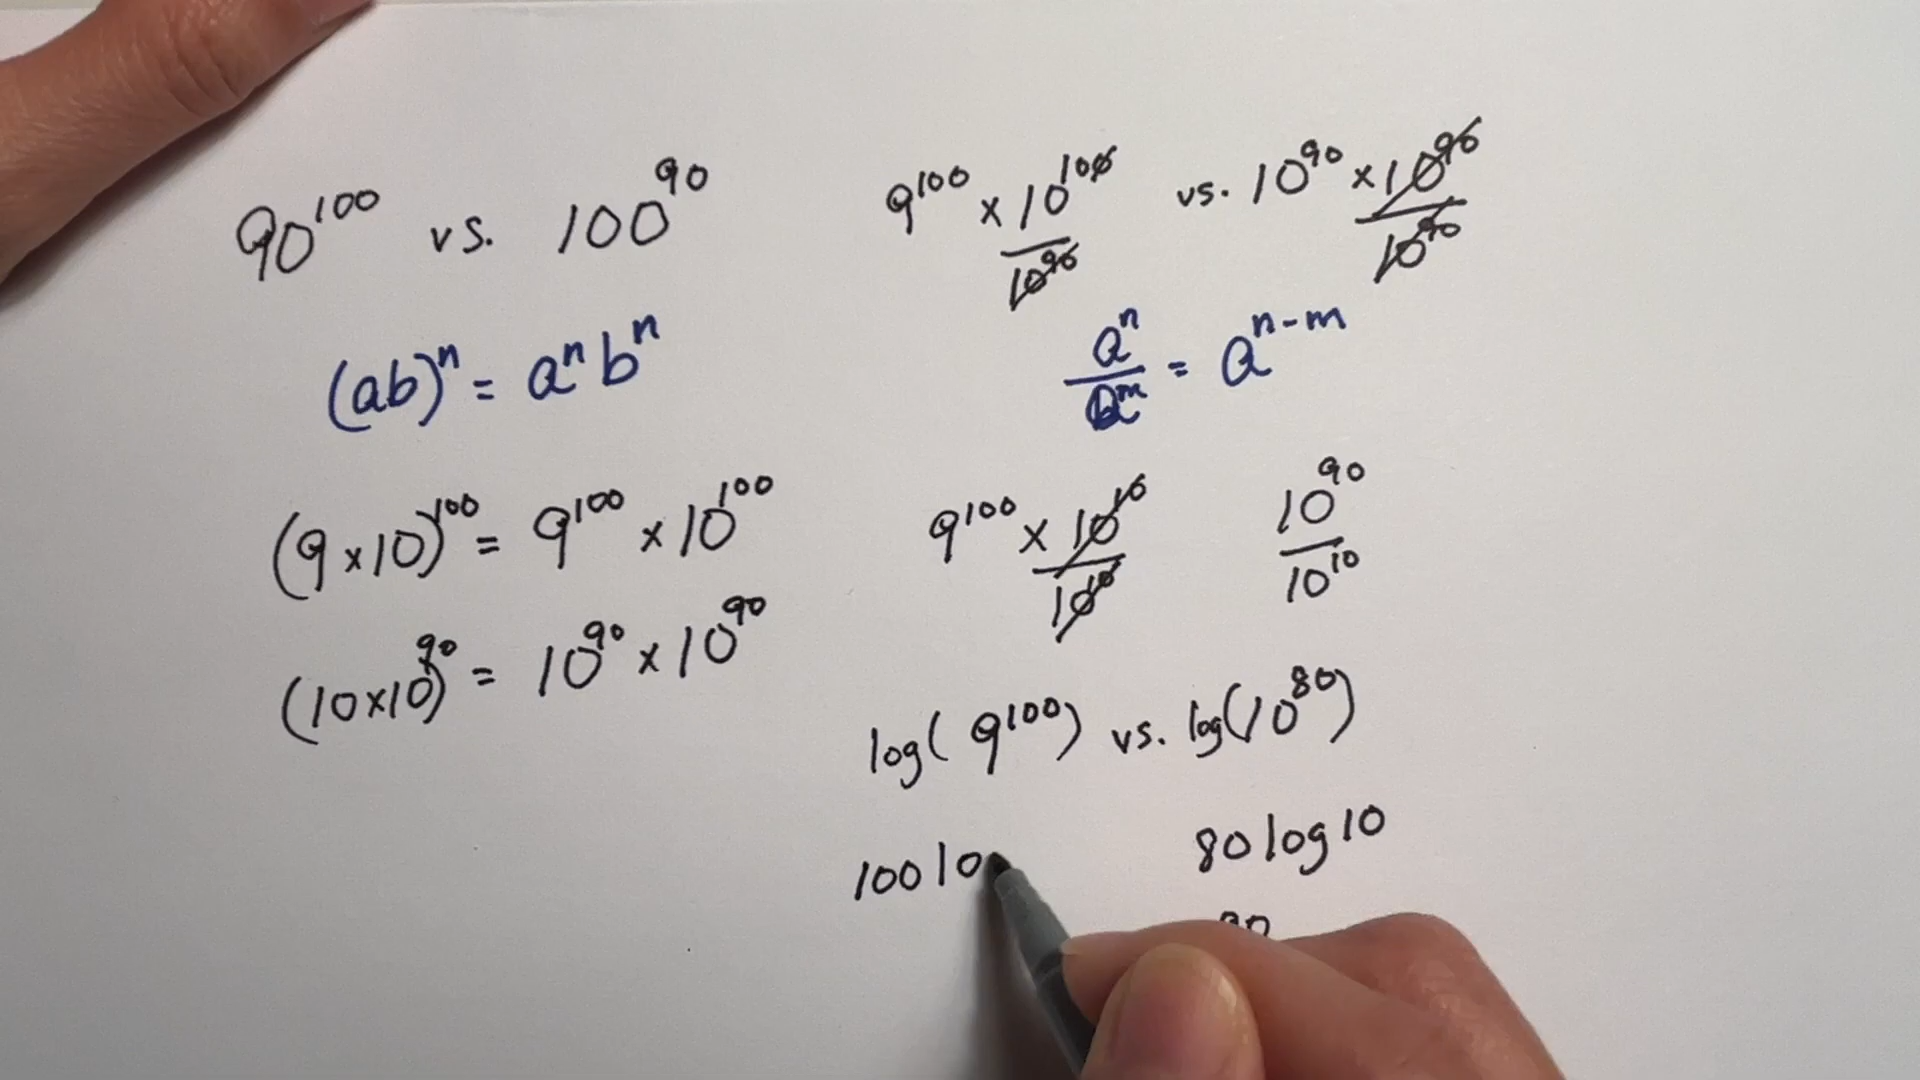 90^100 vs. 100^90
(ab)^n = a^n b^n
(9×10)^100 = 9^100 × 10^100
(10×10)^90 = 10^90 × 10^90
9^100 × 10^100 / 10^90 vs. 10^90 × 10^90 / 10^90
a^n / a^m = a^(n-m)
9^100 × 10^10 / 10^10 10^90 / 10^10
log(9^100) vs. log(10^80)
100 lo 80 log 10